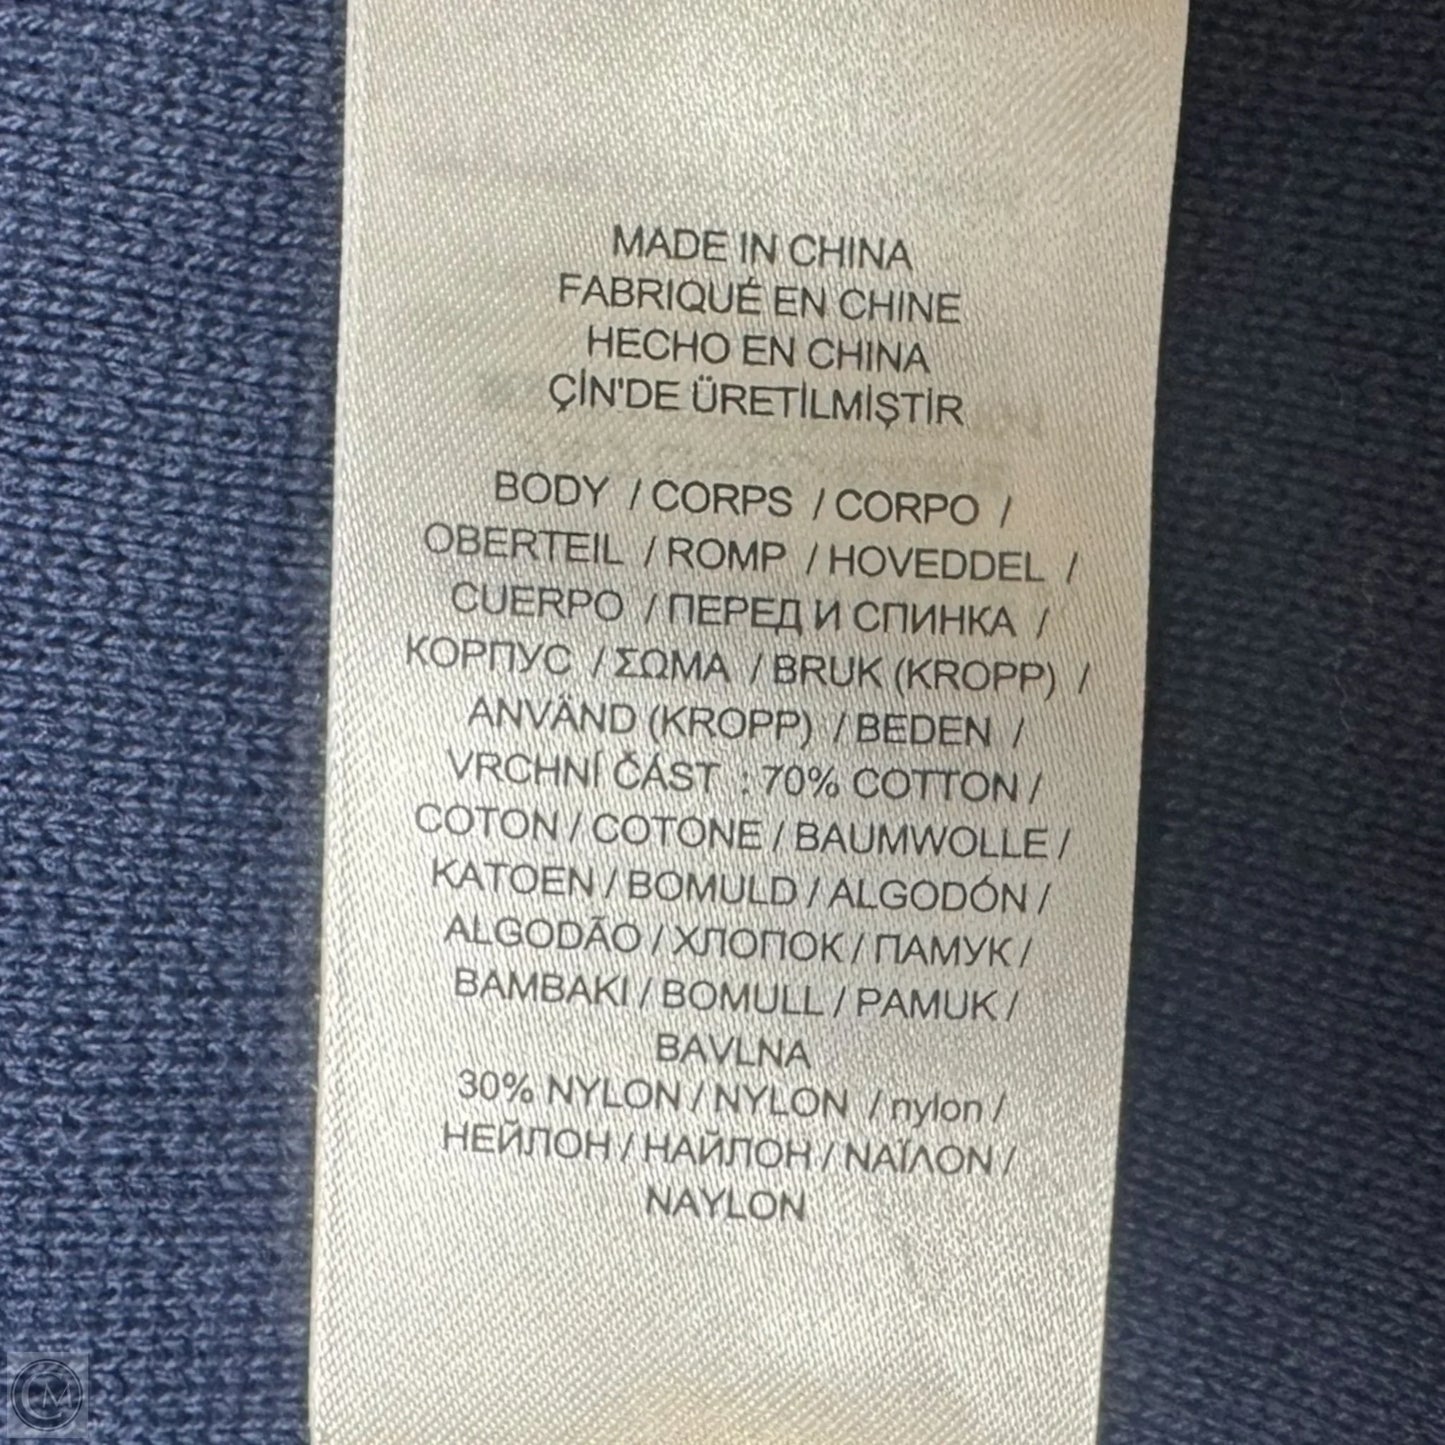 MADE IN CHINA
FABRIQUÉ EN CHINE
HECHO EN CHINA
ÇİN'DE ÜRETİLMİŞTİR
BODY / CORPS / CORPO /
OBERTEIL / ROMP / HOVEDDEL /
CUERPO / ПЕРЕД И СПИНКА /
КОРПУС / ΣΩΜΑ / BRUK (KROPP) /
ANVÄND (KROPP) / BEDEN /
VRCHNÍ ČÁST : 70% COTTON /
COTON / COTONE / BAUMWOLLE /
KATOEN / BOMULD / ALGODÓN /
ALGODÃO / ХЛОПОК / ПАМУК /
ΒΑΜΒΑΚΙ / BOMULL / PAMUK /
BAVLNA
30% NYLON / NYLON / nylon /
НЕЙЛОН / НАЙЛОН / ΝΑΪΛΟΝ /
NAYLON
CM